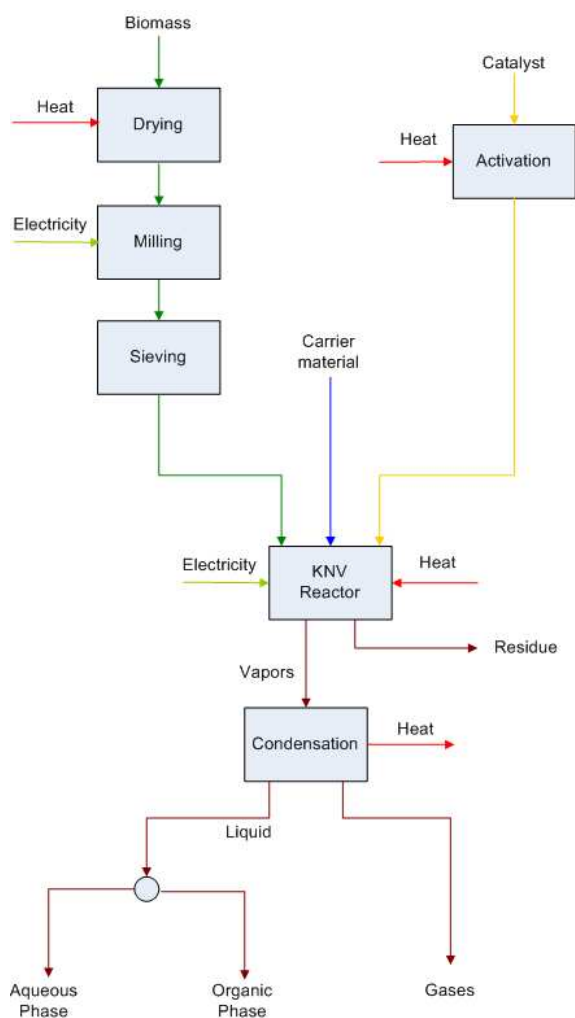 Biomass
Catalyst
Heat
Drying
Heat
Activation
Electricity
Milling
Sieving
Carrier
material
Electricity
KNV
Reactor
Heat
Residue
Vapors
Condensation
Heat
Liquid
Aqueous
Phase
Organic
Phase
Gases